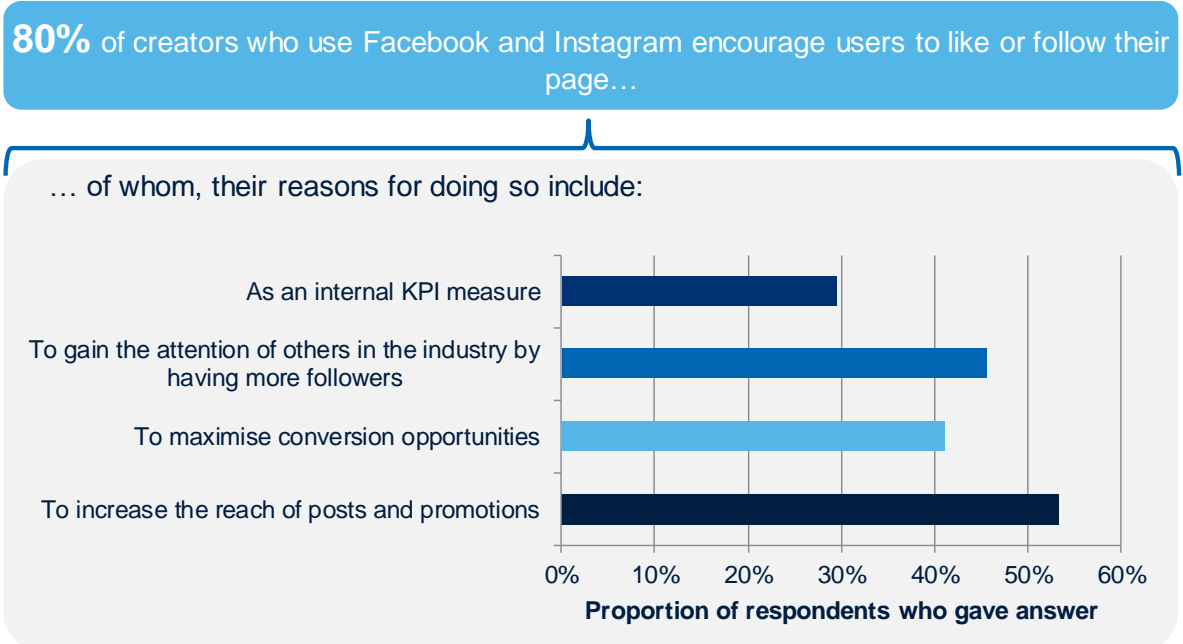 80% of creators who use Facebook and Instagram encourage users to like or follow their
page…
… of whom, their reasons for doing so include:
As an internal KPI measure
To gain the attention of others in the industry by
having more followers
To maximise conversion opportunities
To increase the reach of posts and promotions
0% 10% 20% 30% 40% 50% 60%
Proportion of respondents who gave answer